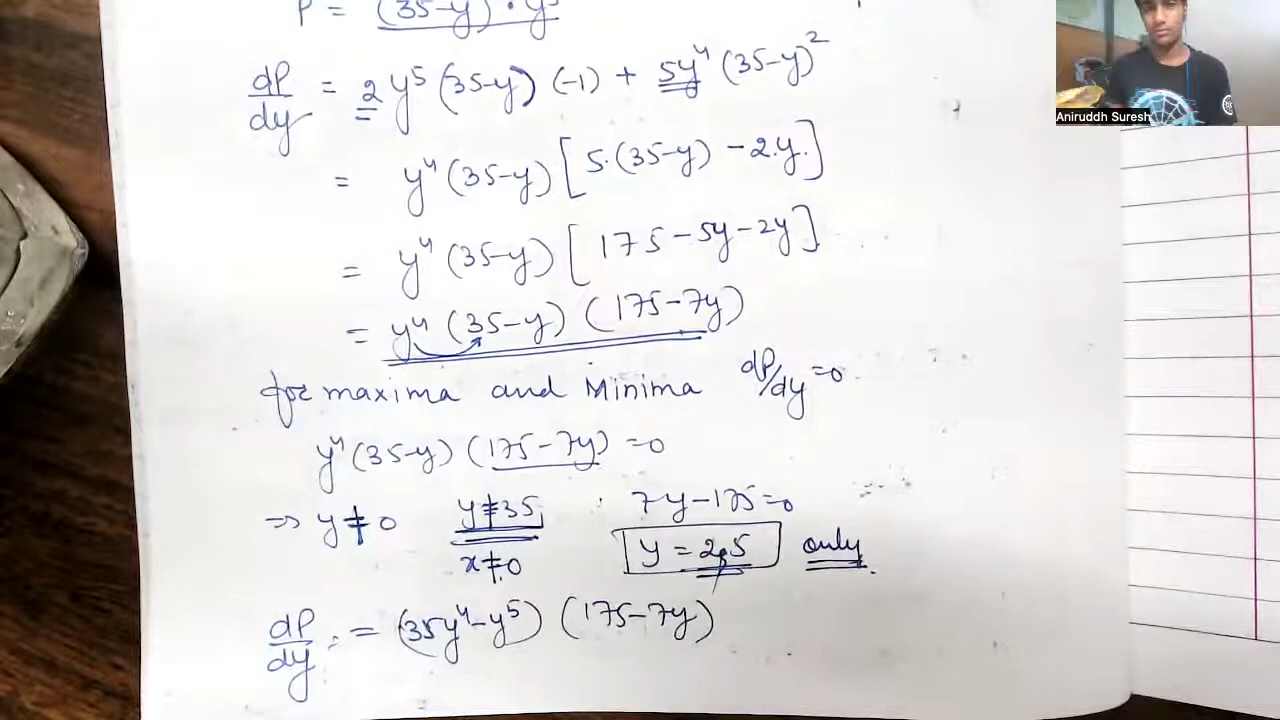 P = (35-y)² · y⁵
Aniruddh Suresh
dP/dy = 2y⁵(35-y)(-1) + 5y⁴(35-y)²
= y⁴(35-y)[5.(35-y) - 2.y.]
= y⁴(35-y)[175-5y-2y]
= y⁴(35-y)(175-7y)
for maxima and Minima dP/dy=0
y⁴(35-y)(175-7y)=0
⇒ y≠0 y≠35 7y-175=0
x≠0 y = 25 only
dP/dy = (35y⁴-y⁵)(175-7y)